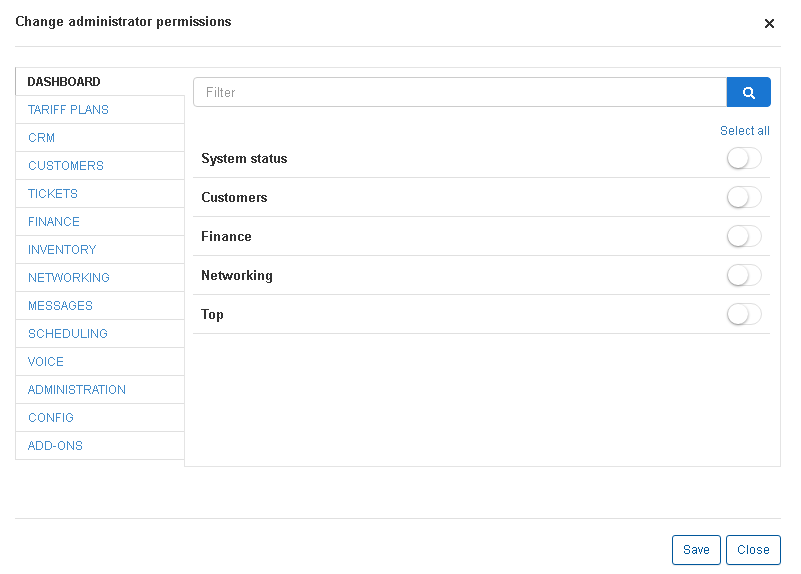 Change administrator permissions
DASHBOARD
TARIFF PLANS
CRM
CUSTOMERS
TICKETS
FINANCE
INVENTORY
NETWORKING
MESSAGES
SCHEDULING
VOICE
ADMINISTRATION
CONFIG
ADD-ONS
Filter
Select all
System status
Customers
Finance
Networking
Top
Save Close